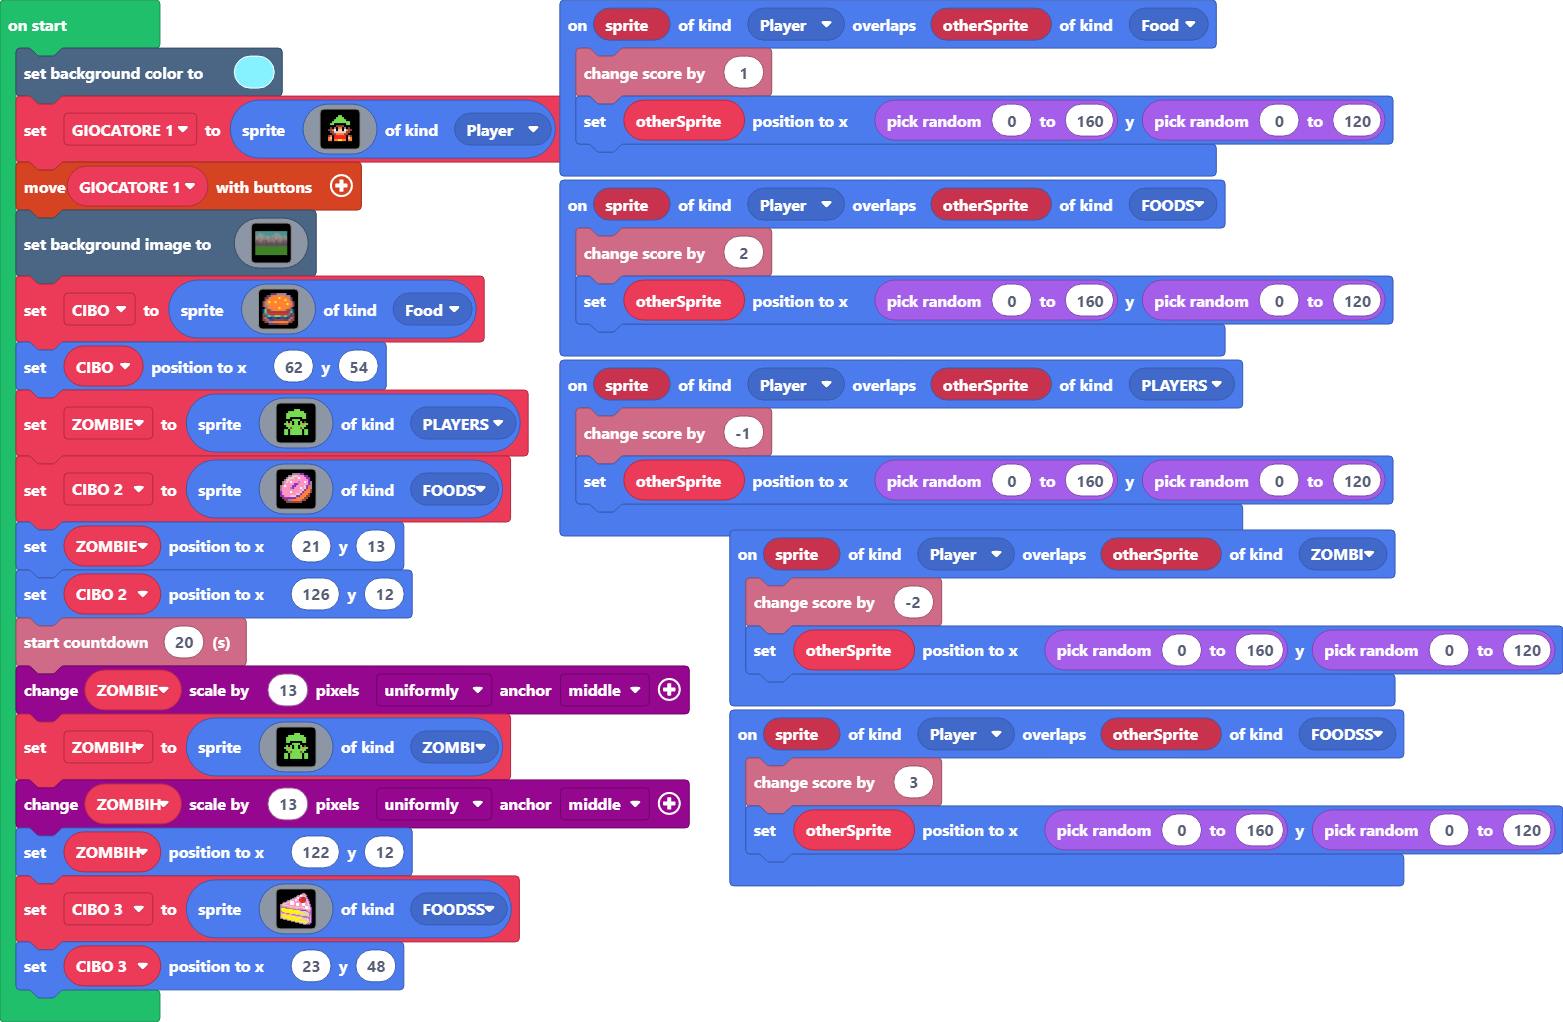 on start
set background color to
set GIOCATORE 1 to sprite of kind Player
move GIOCATORE 1 with buttons
set background image to
set CIBO to sprite of kind Food
set CIBO position to x 62 y 54
set ZOMBIE to sprite of kind PLAYERS
set CIBO 2 to sprite of kind FOODS
set ZOMBIE position to x 21 y 13
set CIBO 2 position to x 126 y 12
start countdown 20 (s)
change ZOMBIE scale by 13 pixels uniformly anchor middle
set ZOMBIH to sprite of kind ZOMBI
change ZOMBIH scale by 13 pixels uniformly anchor middle
set ZOMBIH position to x 122 y 12
set CIBO 3 to sprite of kind FOODSS
set CIBO 3 position to x 23 y 48
on sprite of kind Player overlaps otherSprite of kind Food
change score by 1
set otherSprite position to x pick random 0 to 160 y pick random 0 to 120
on sprite of kind Player overlaps otherSprite of kind FOODS
change score by 2
set otherSprite position to x pick random 0 to 160 y pick random 0 to 120
on sprite of kind Player overlaps otherSprite of kind PLAYERS
change score by -1
set otherSprite position to x pick random 0 to 160 y pick random 0 to 120
on sprite of kind Player overlaps otherSprite of kind ZOMBI
change score by -2
set otherSprite position to x pick random 0 to 160 y pick random 0 to 120
on sprite of kind Player overlaps otherSprite of kind FOODSS
change score by 3
set otherSprite position to x pick random 0 to 160 y pick random 0 to 120